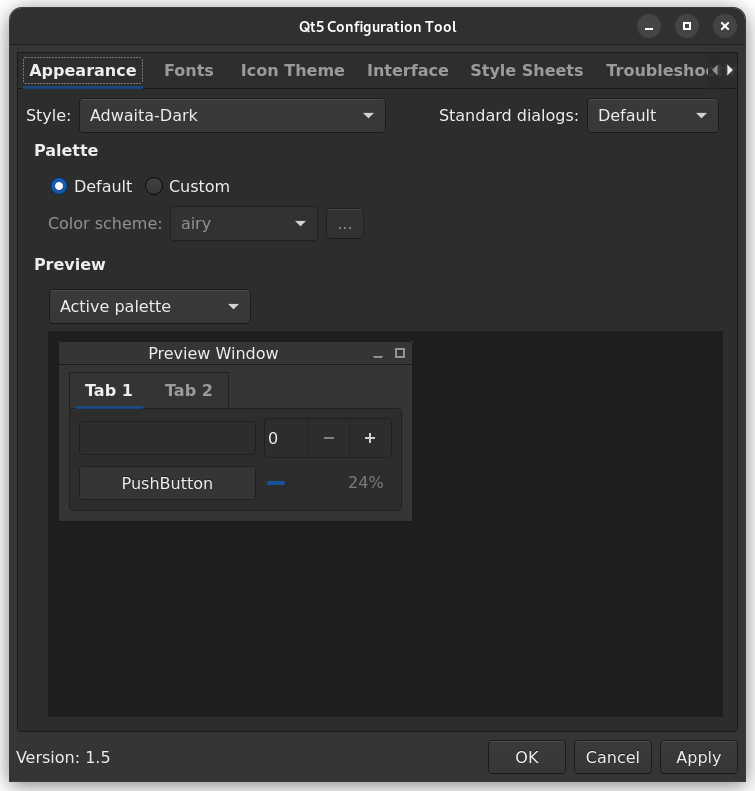 Qt5 Configuration Tool
Appearance Fonts Icon Theme Interface Style Sheets Troubleshoo
Style: Adwaita-Dark Standard dialogs: Default
Palette
Default Custom
Color scheme: airy ...
Preview
Active palette
Preview Window
Tab 1 Tab 2
0 − +
PushButton 24%
Version: 1.5 OK Cancel Apply